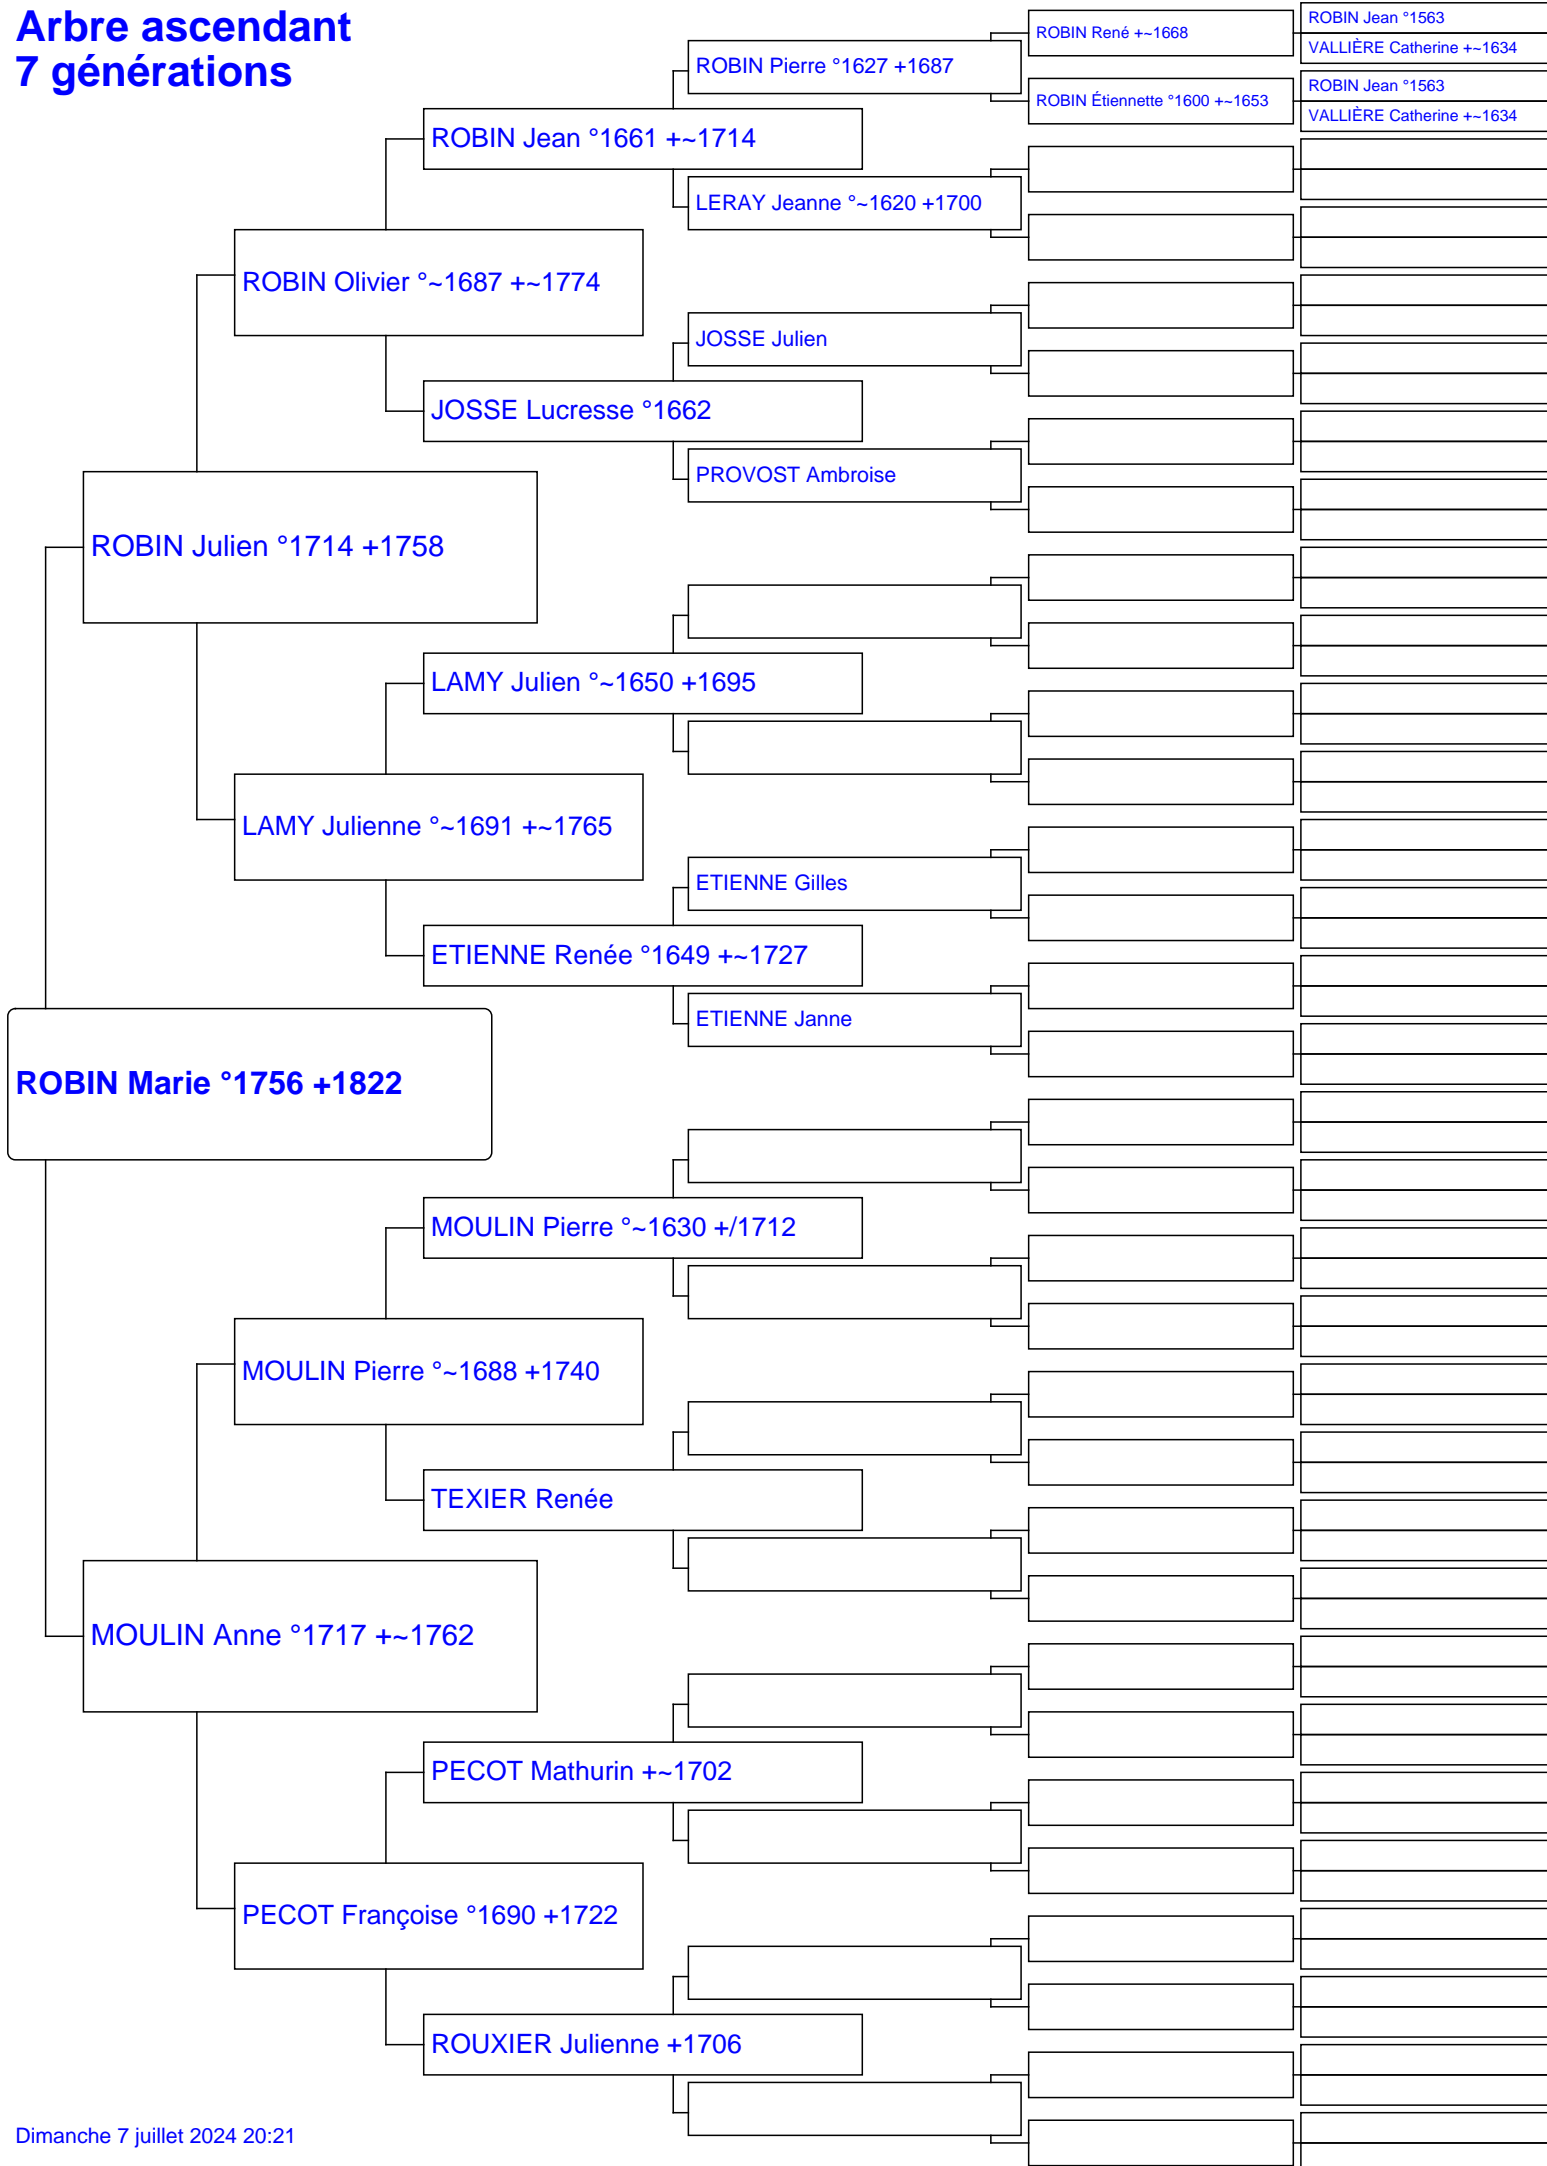 Arbre ascendant
7 générations
ROBIN Jean °1563
ROBIN René +~1668
VALLIÈRE Catherine +~1634
ROBIN Pierre °1627 +1687
ROBIN Jean °1563
ROBIN Étiennette °1600 +~1653
VALLIÈRE Catherine +~1634
ROBIN Jean °1661 +~1714
LERAY Jeanne °~1620 +1700
ROBIN Olivier °~1687 +~1774
JOSSE Julien
JOSSE Lucresse °1662
PROVOST Ambroise
ROBIN Julien °1714 +1758
LAMY Julien °~1650 +1695
LAMY Julienne °~1691 +~1765
ETIENNE Gilles
ETIENNE Renée °1649 +~1727
ETIENNE Janne
ROBIN Marie °1756 +1822
MOULIN Pierre °~1630 +/1712
MOULIN Pierre °~1688 +1740
TEXIER Renée
MOULIN Anne °1717 +~1762
PECOT Mathurin +~1702
PECOT Françoise °1690 +1722
ROUXIER Julienne +1706
Dimanche 7 juillet 2024 20:21